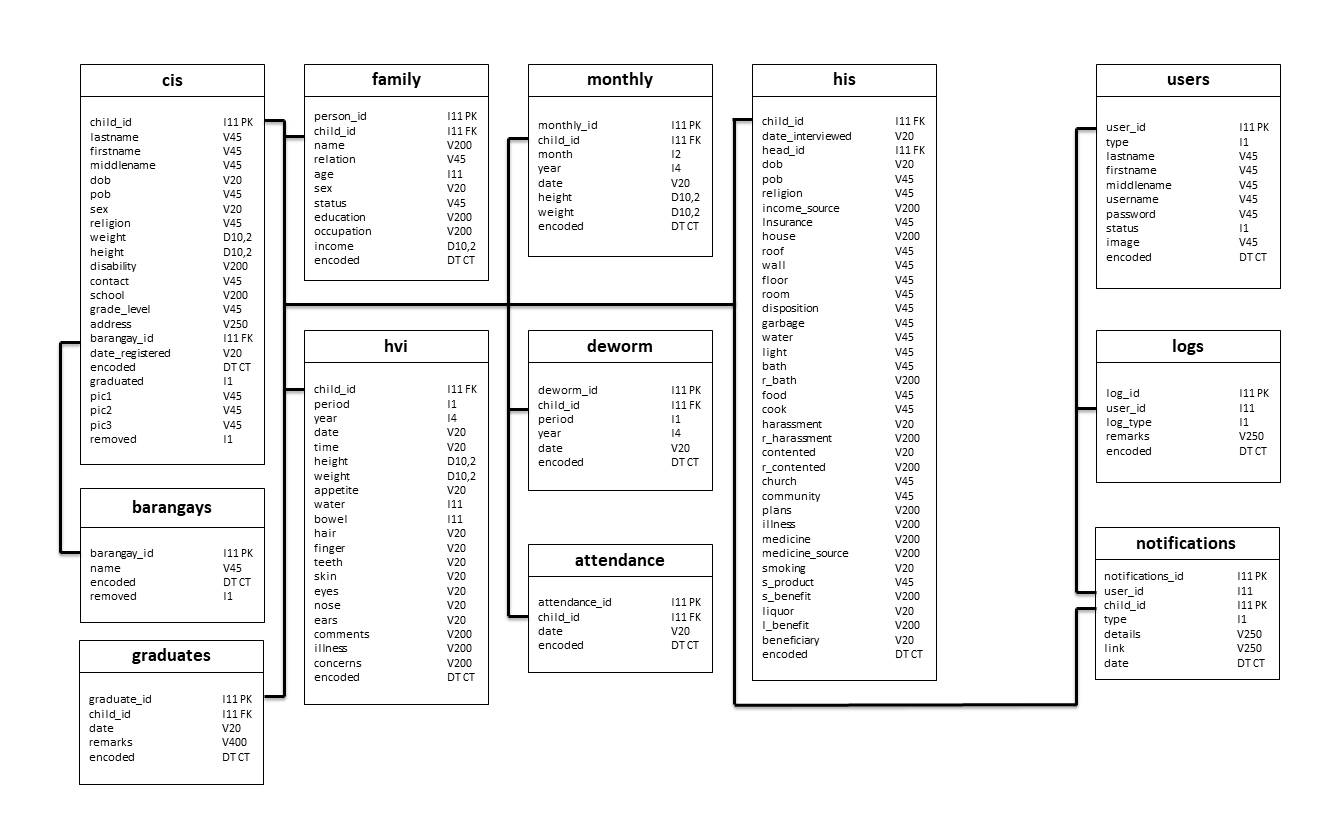 cis
child_id I11 PK
lastname V45
firstname V45
middlename V45
dob V20
pob V45
sex V20
religion V45
weight D10,2
height D10,2
disability V200
contact V45
school V200
grade_level V45
address V250
barangay_id I11 FK
date_registered V20
encoded DT CT
graduated I1
pic1 V45
pic2 V45
pic3 V45
removed I1
barangays
barangay_id I11 PK
name V45
encoded DT CT
removed I1
graduates
graduate_id I11 PK
child_id I11 FK
date V20
remarks V400
encoded DT CT
family
person_id I11 PK
child_id I11 FK
name V200
relation V45
age I11
sex V20
status V45
education V200
occupation V200
income D10,2
encoded DT CT
hvi
child_id I11 FK
period I1
year I4
date V20
time V20
height D10,2
weight D10,2
appetite V20
water I11
bowel I11
hair V20
finger V20
teeth V20
skin V20
eyes V20
nose V20
ears V20
comments V200
illness V200
concerns V200
encoded DT CT
monthly
monthly_id I11 PK
child_id I11 FK
month I2
year I4
date V20
height D10,2
weight D10,2
encoded DT CT
deworm
deworm_id I11 PK
child_id I11 FK
period I1
year I4
date V20
encoded DT CT
attendance
attendance_id I11 PK
child_id I11 FK
date V20
encoded DT CT
his
child_id I11 FK
date_interviewed V20
head_id I11 FK
dob V20
pob V45
religion V45
income_source V200
Insurance V45
house V200
roof V45
wall V45
floor V45
room V45
disposition V45
garbage V45
water V45
light V45
bath V45
r_bath V200
food V45
cook V45
harassment V20
r_harassment V200
contented V20
r_contented V200
church V45
community V45
plans V200
illness V200
medicine V200
medicine_source V200
smoking V20
s_product V45
s_benefit V200
liquor V20
l_benefit V200
beneficiary V20
encoded DT CT
users
user_id I11 PK
type I1
lastname V45
firstname V45
middlename V45
username V45
password V45
status I1
image V45
encoded DT CT
logs
log_id I11 PK
user_id I11
log_type I1
remarks V250
encoded DT CT
notifications
notifications_id I11 PK
user_id I11
child_id I11 PK
type I1
details V250
link V250
date DT CT